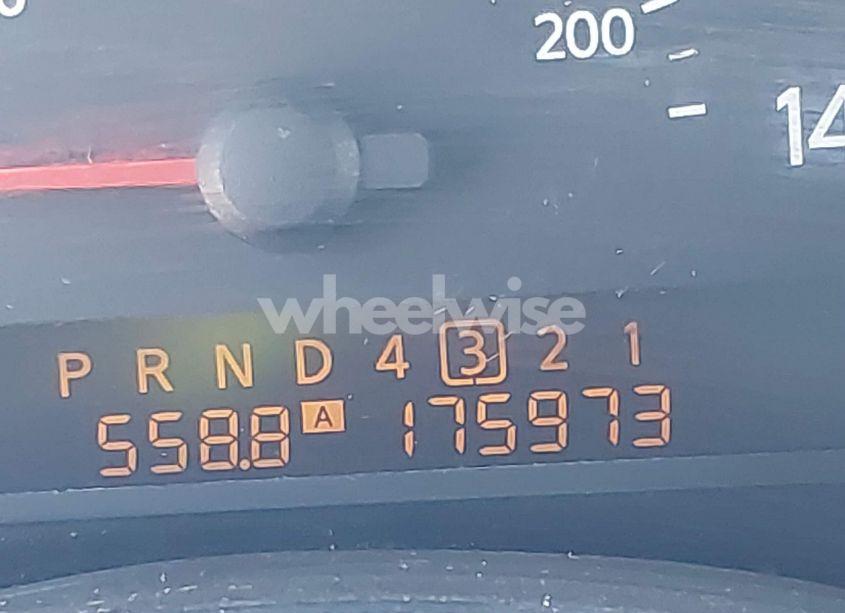 200
14
wheelwise
P R N D 4 3 2 1
558.8 A 175973